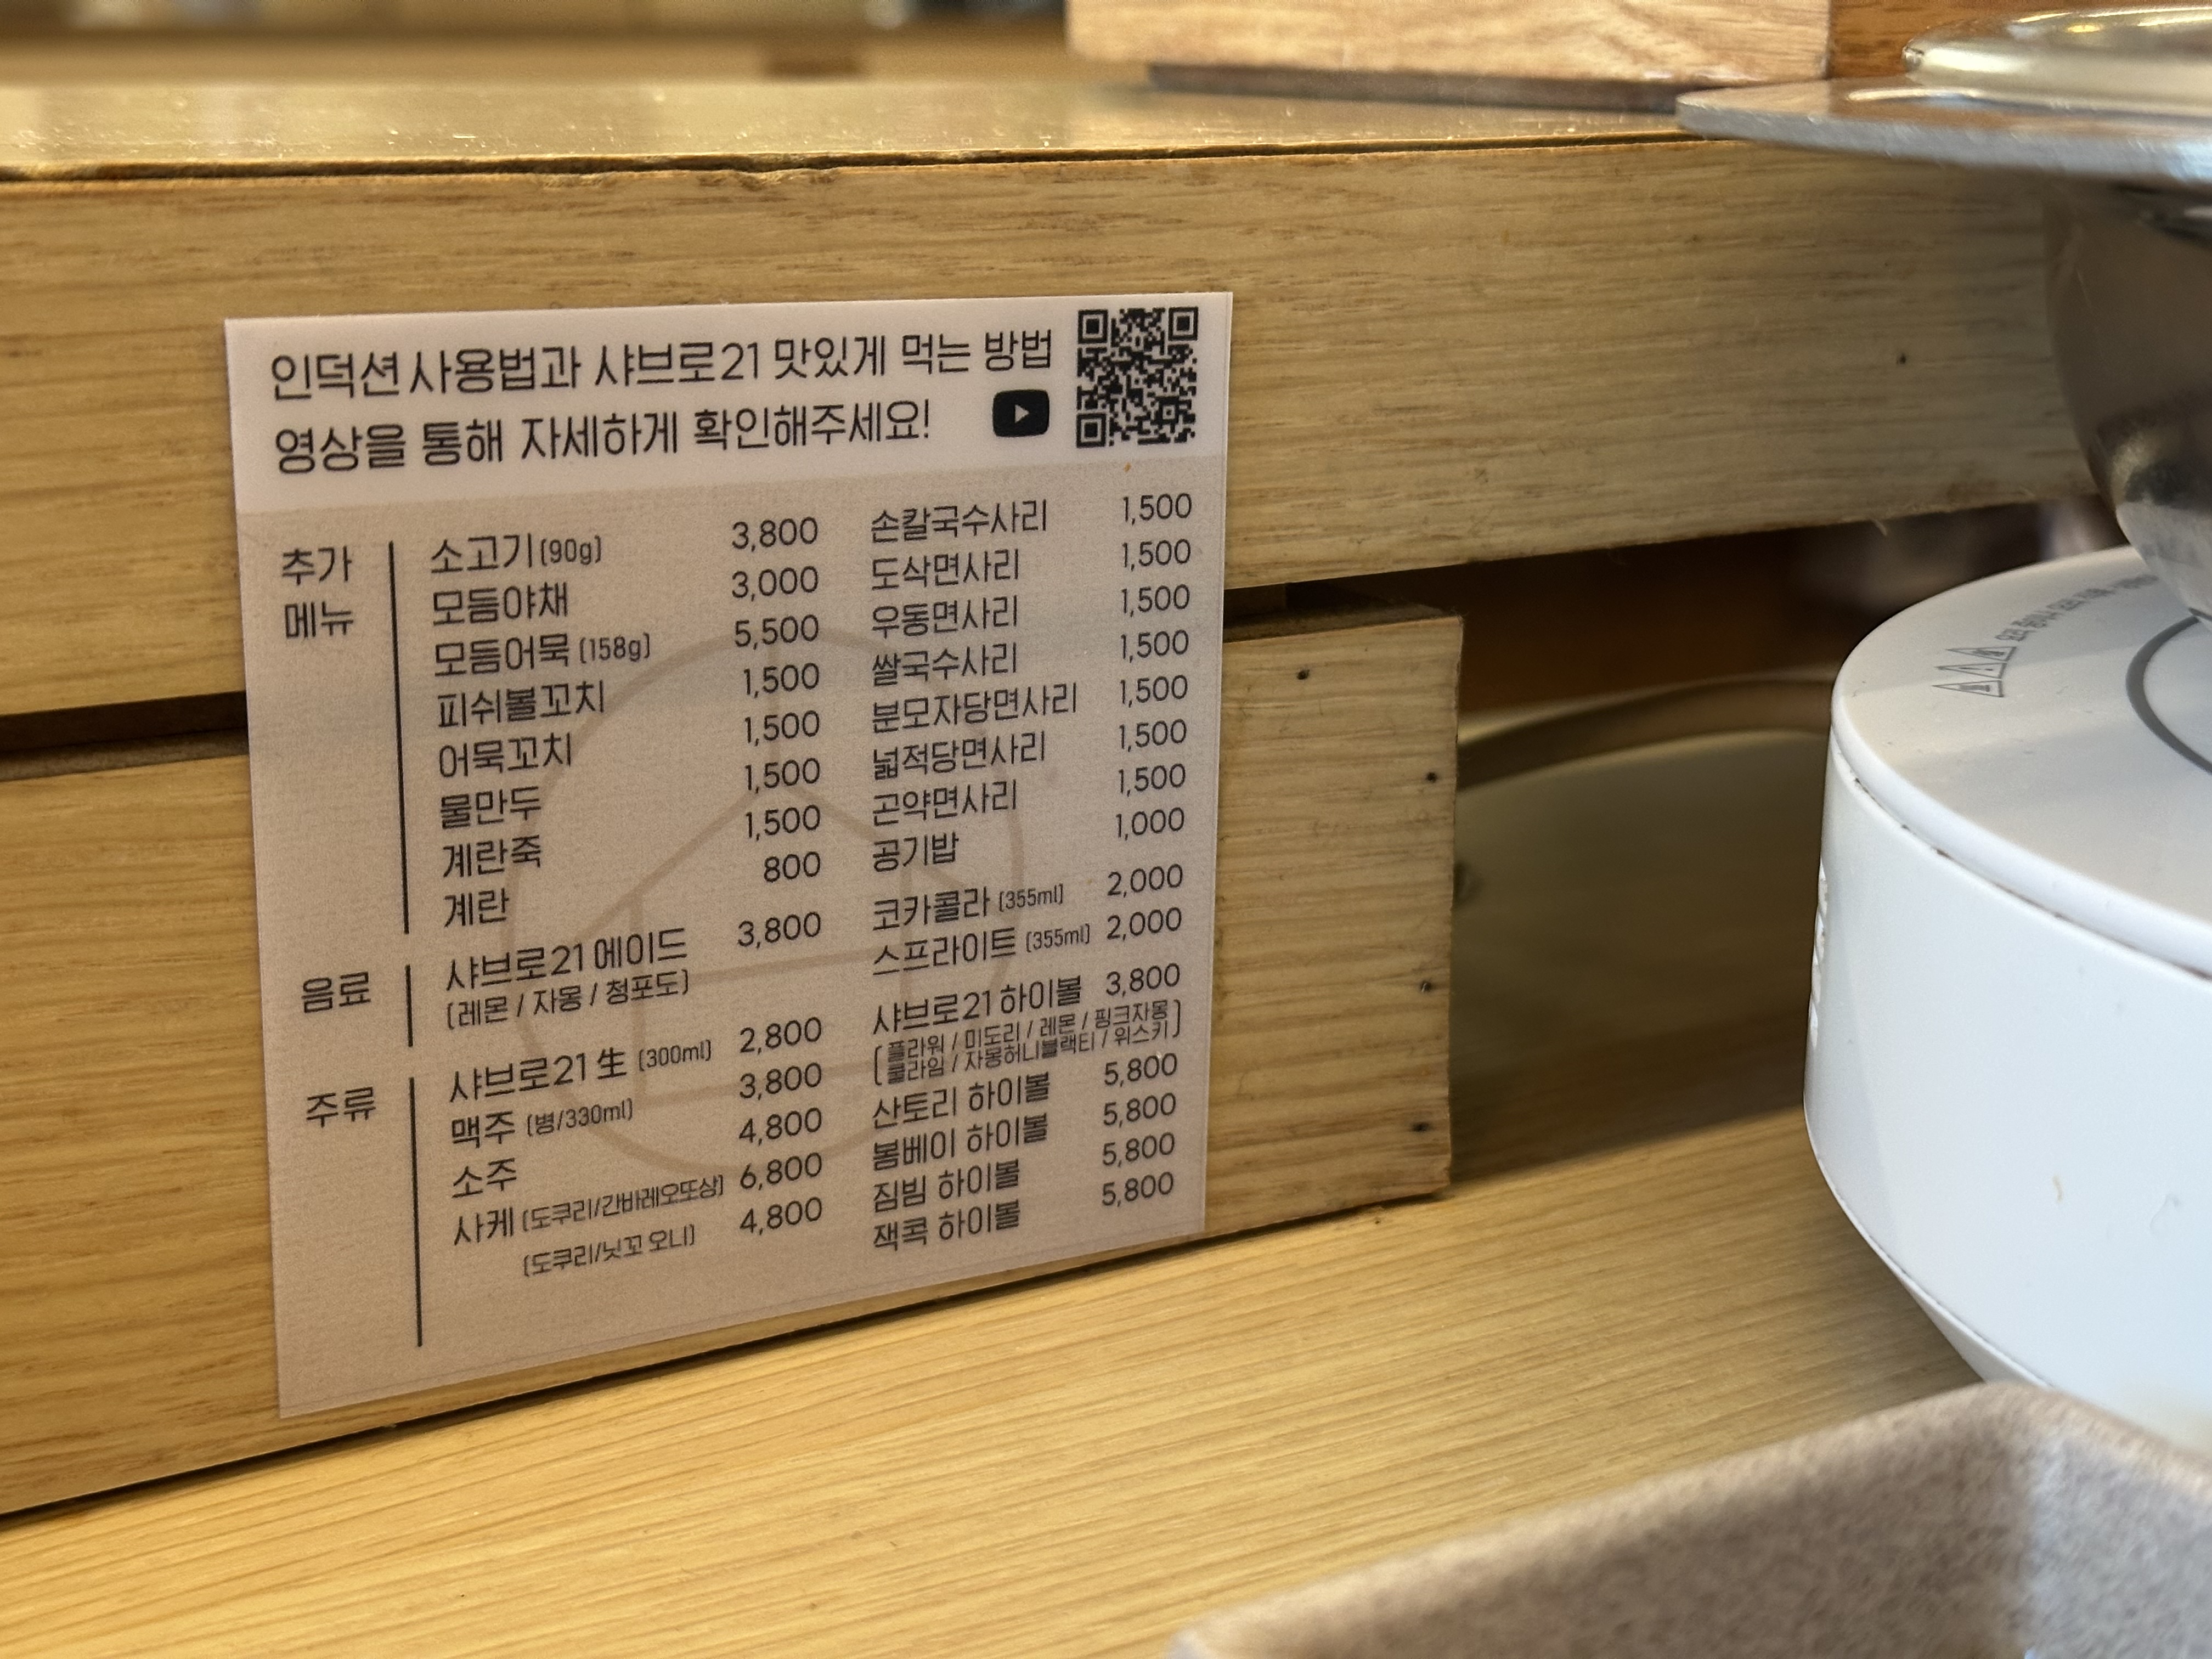 인덕션사용법과 샤브로21 맛있게 먹는 방법
영상을 통해 자세하게 확인해주세요!
추가
메뉴
소고기(90g) 3,800
모듬야채 3,000
모듬어묵 (158g) 5,500
피쉬볼꼬치 1,500
어묵꼬치 1,500
물만두 1,500
계란죽 1,500
계란 800
손칼국수사리 1,500
도삭면사리 1,500
우동면사리 1,500
쌀국수사리 1,500
분모자당면사리 1,500
넓적당면사리 1,500
곤약면사리 1,500
공기밥 1,000
음료
샤브로21 에이드 3,800
(레몬 / 자몽 / 청포도)
코카콜라 (355ml) 2,000
스프라이트 (355ml) 2,000
주류
샤브로21 生 (300ml) 2,800
맥주 (병/330ml) 3,800
소주 4,800
사케 (도쿠리/간바레오또상) 6,800
(도쿠리/닛꼬 오니) 4,800
샤브로21 하이볼 3,800
플라워 / 미도리 / 레몬 / 핑크자몽
쿨라임 / 자몽허니블랙티 / 위스키
산토리 하이볼 5,800
봄베이 하이볼 5,800
짐빔 하이볼 5,800
잭콕 하이볼 5,800